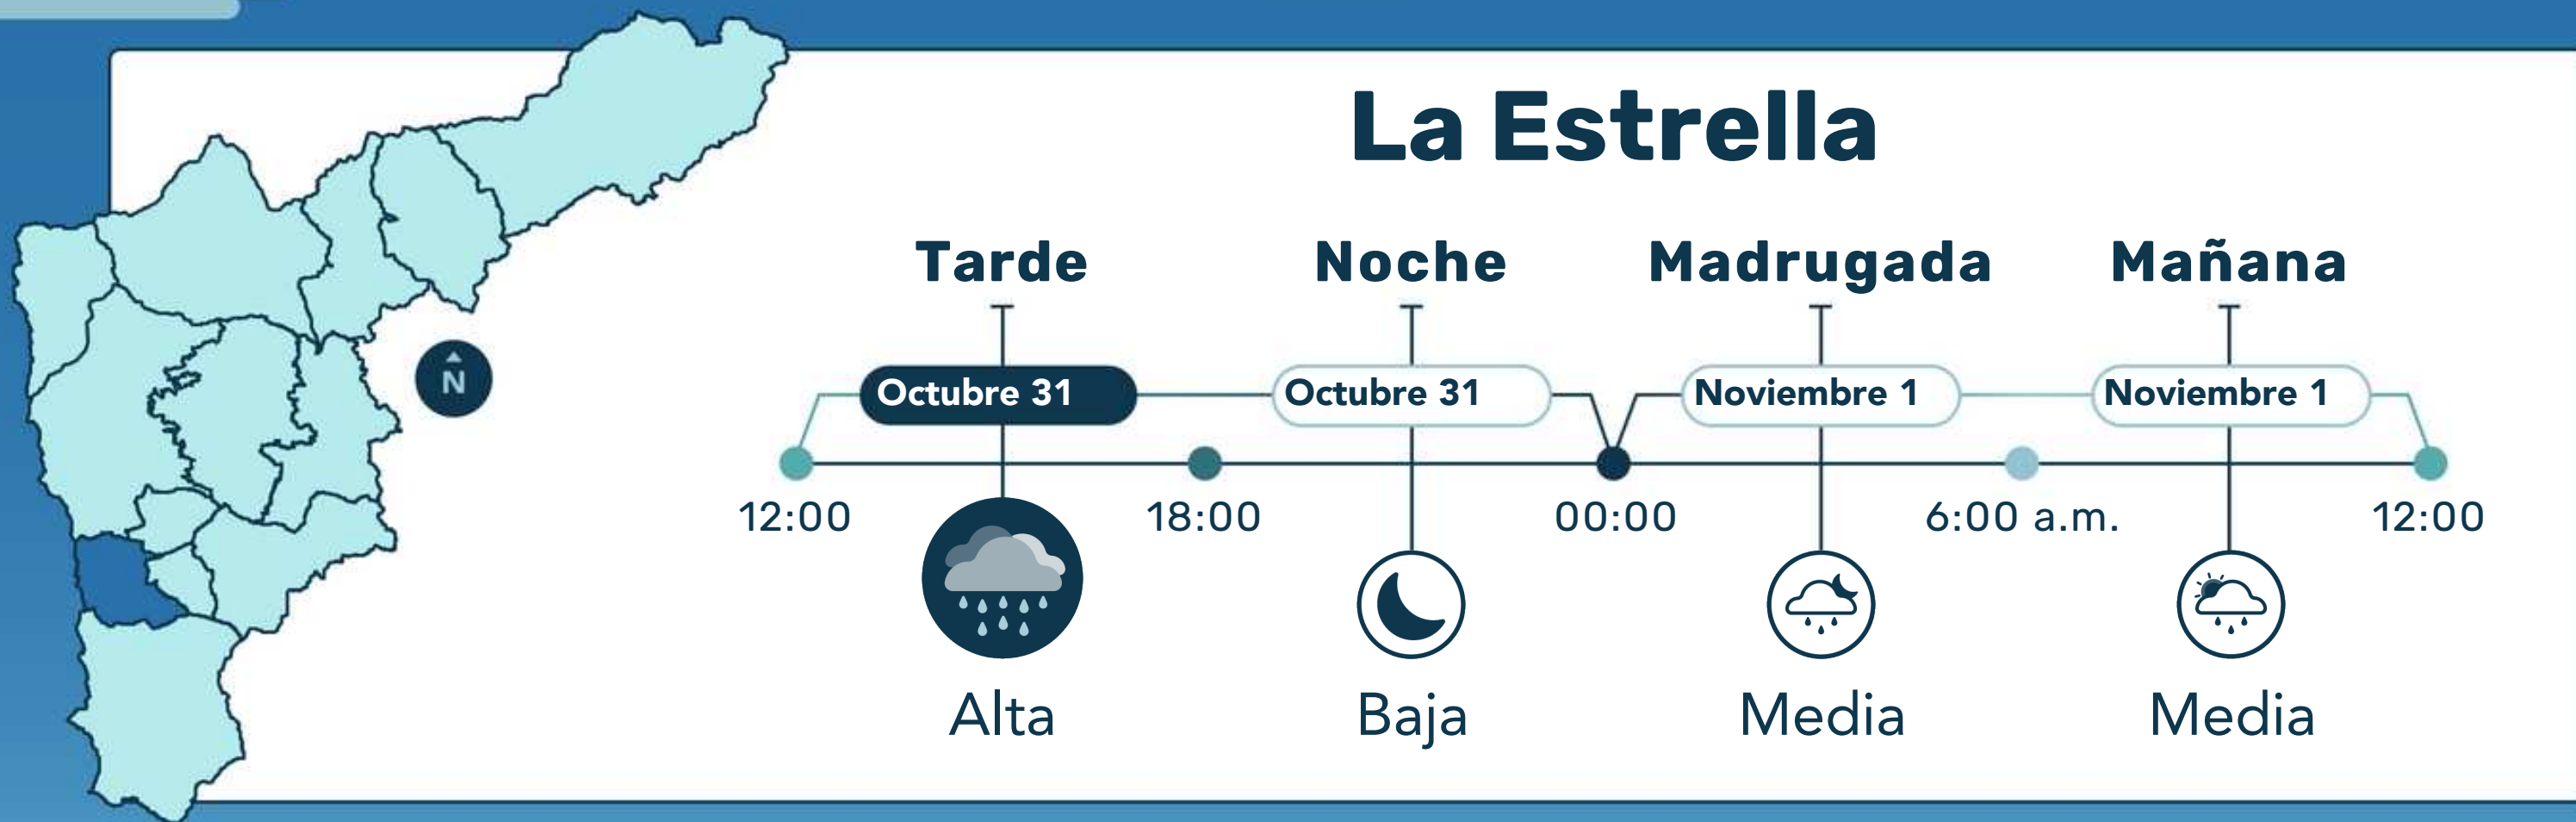 La Estrella
Tarde Noche Madrugada Mañana
Octubre 31 Octubre 31 Noviembre 1 Noviembre 1
N
12:00 18:00 00:00 6:00 a.m. 12:00
Alta Baja Media Media